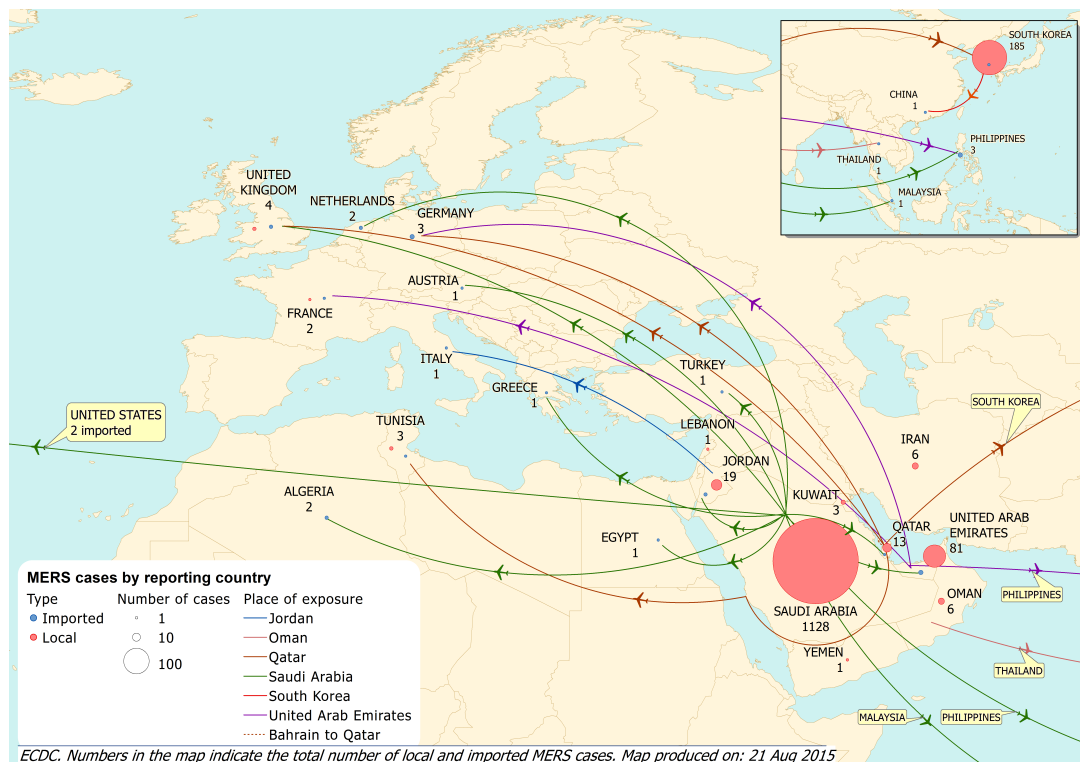 SOUTH KOREA
185
CHINA
1
PHILIPPINES
3
THAILAND
1
MALAYSIA
1
UNITED
KINGDOM
4
NETHERLANDS
2
GERMANY
3
AUSTRIA
1
FRANCE
2
ITALY
1
GREECE
1
TURKEY
1
UNITED STATES
2 imported
TUNISIA
3
LEBANON
1
SOUTH KOREA
IRAN
6
JORDAN
19
ALGERIA
2
KUWAIT
3
QATAR
13
UNITED ARAB
EMIRATES
81
EGYPT
1
PHILIPPINES
SAUDI ARABIA
1128
OMAN
6
YEMEN
1
THAILAND
MALAYSIA
PHILIPPINES
MERS cases by reporting country
Type
Imported
Local
Number of cases
1
10
100
Place of exposure
Jordan
Oman
Qatar
Saudi Arabia
South Korea
United Arab Emirates
Bahrain to Qatar
ECDC. Numbers in the map indicate the total number of local and imported MERS cases. Map produced on: 21 Aug 2015